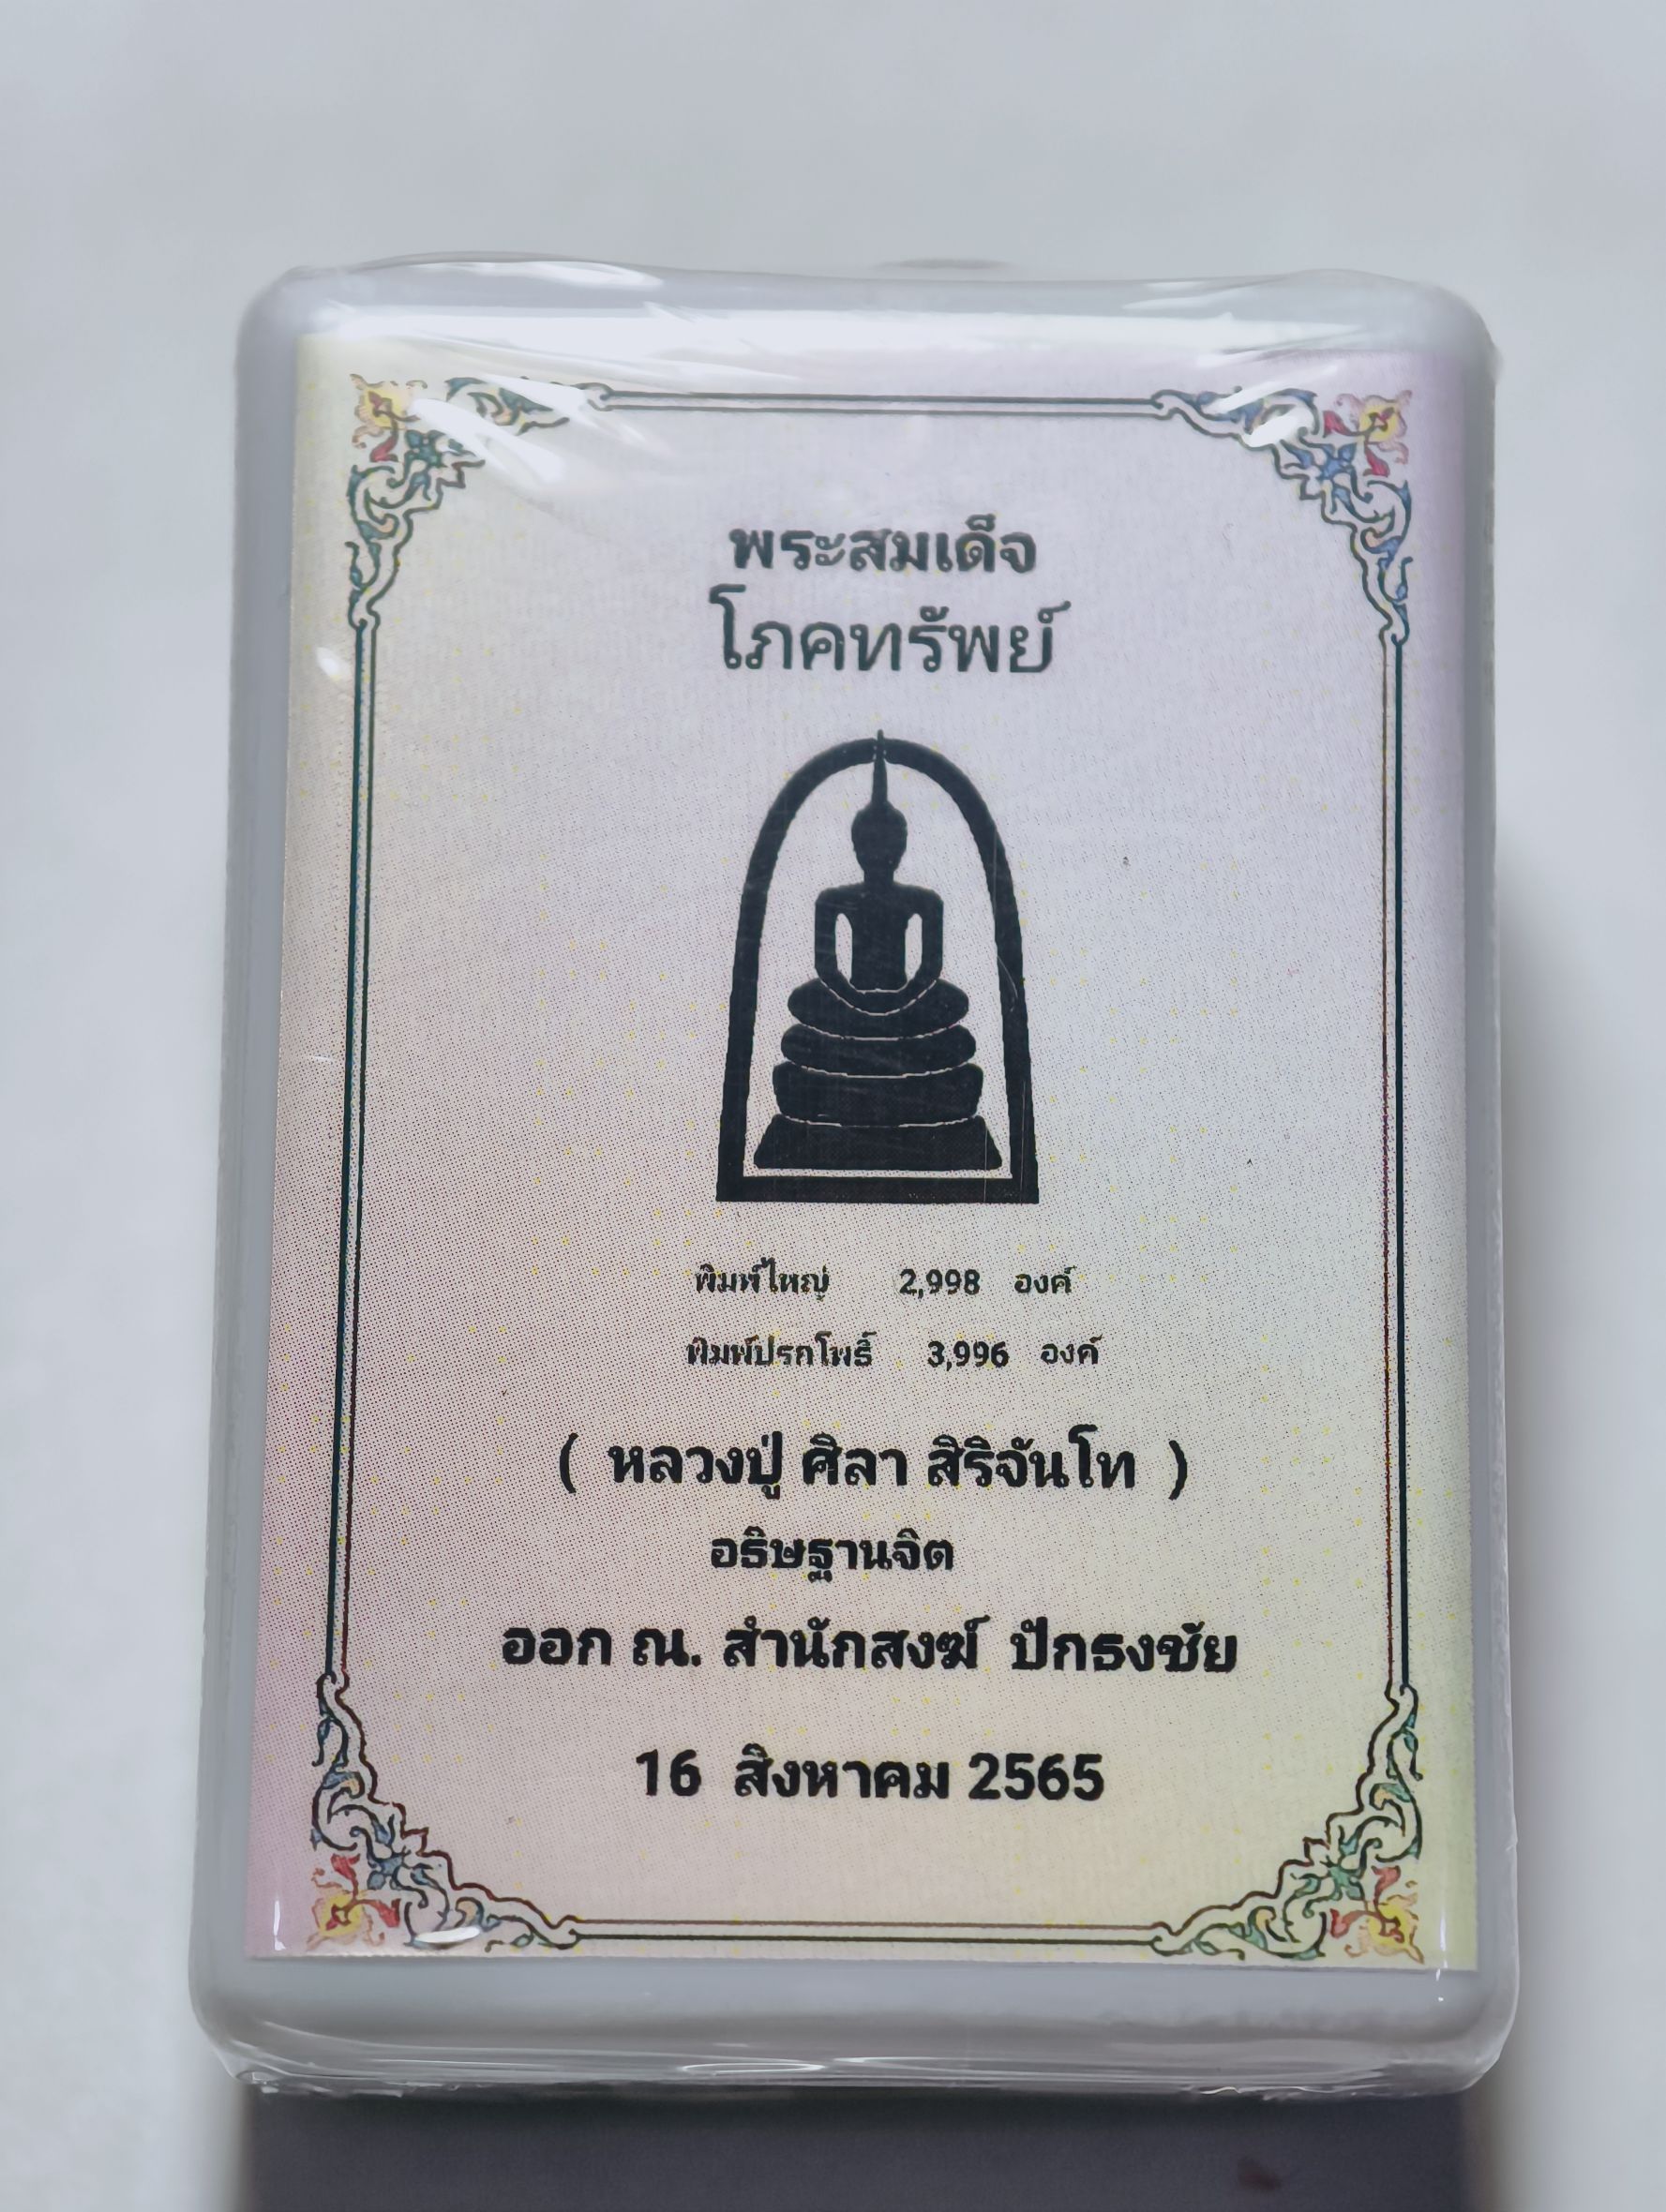 พระสมเด็จ
โภคทรัพย์
พิมพ์ใหญ่ 2,998 องค์
พิมพ์ปรกโพธิ์ 3,996 องค์
( หลวงปู่ ศิลา สิริจันโท )
อธิษฐานจิต
ออก ณ. สำนักสงฆ์ ปักธงชัย
16 สิงหาคม 2565